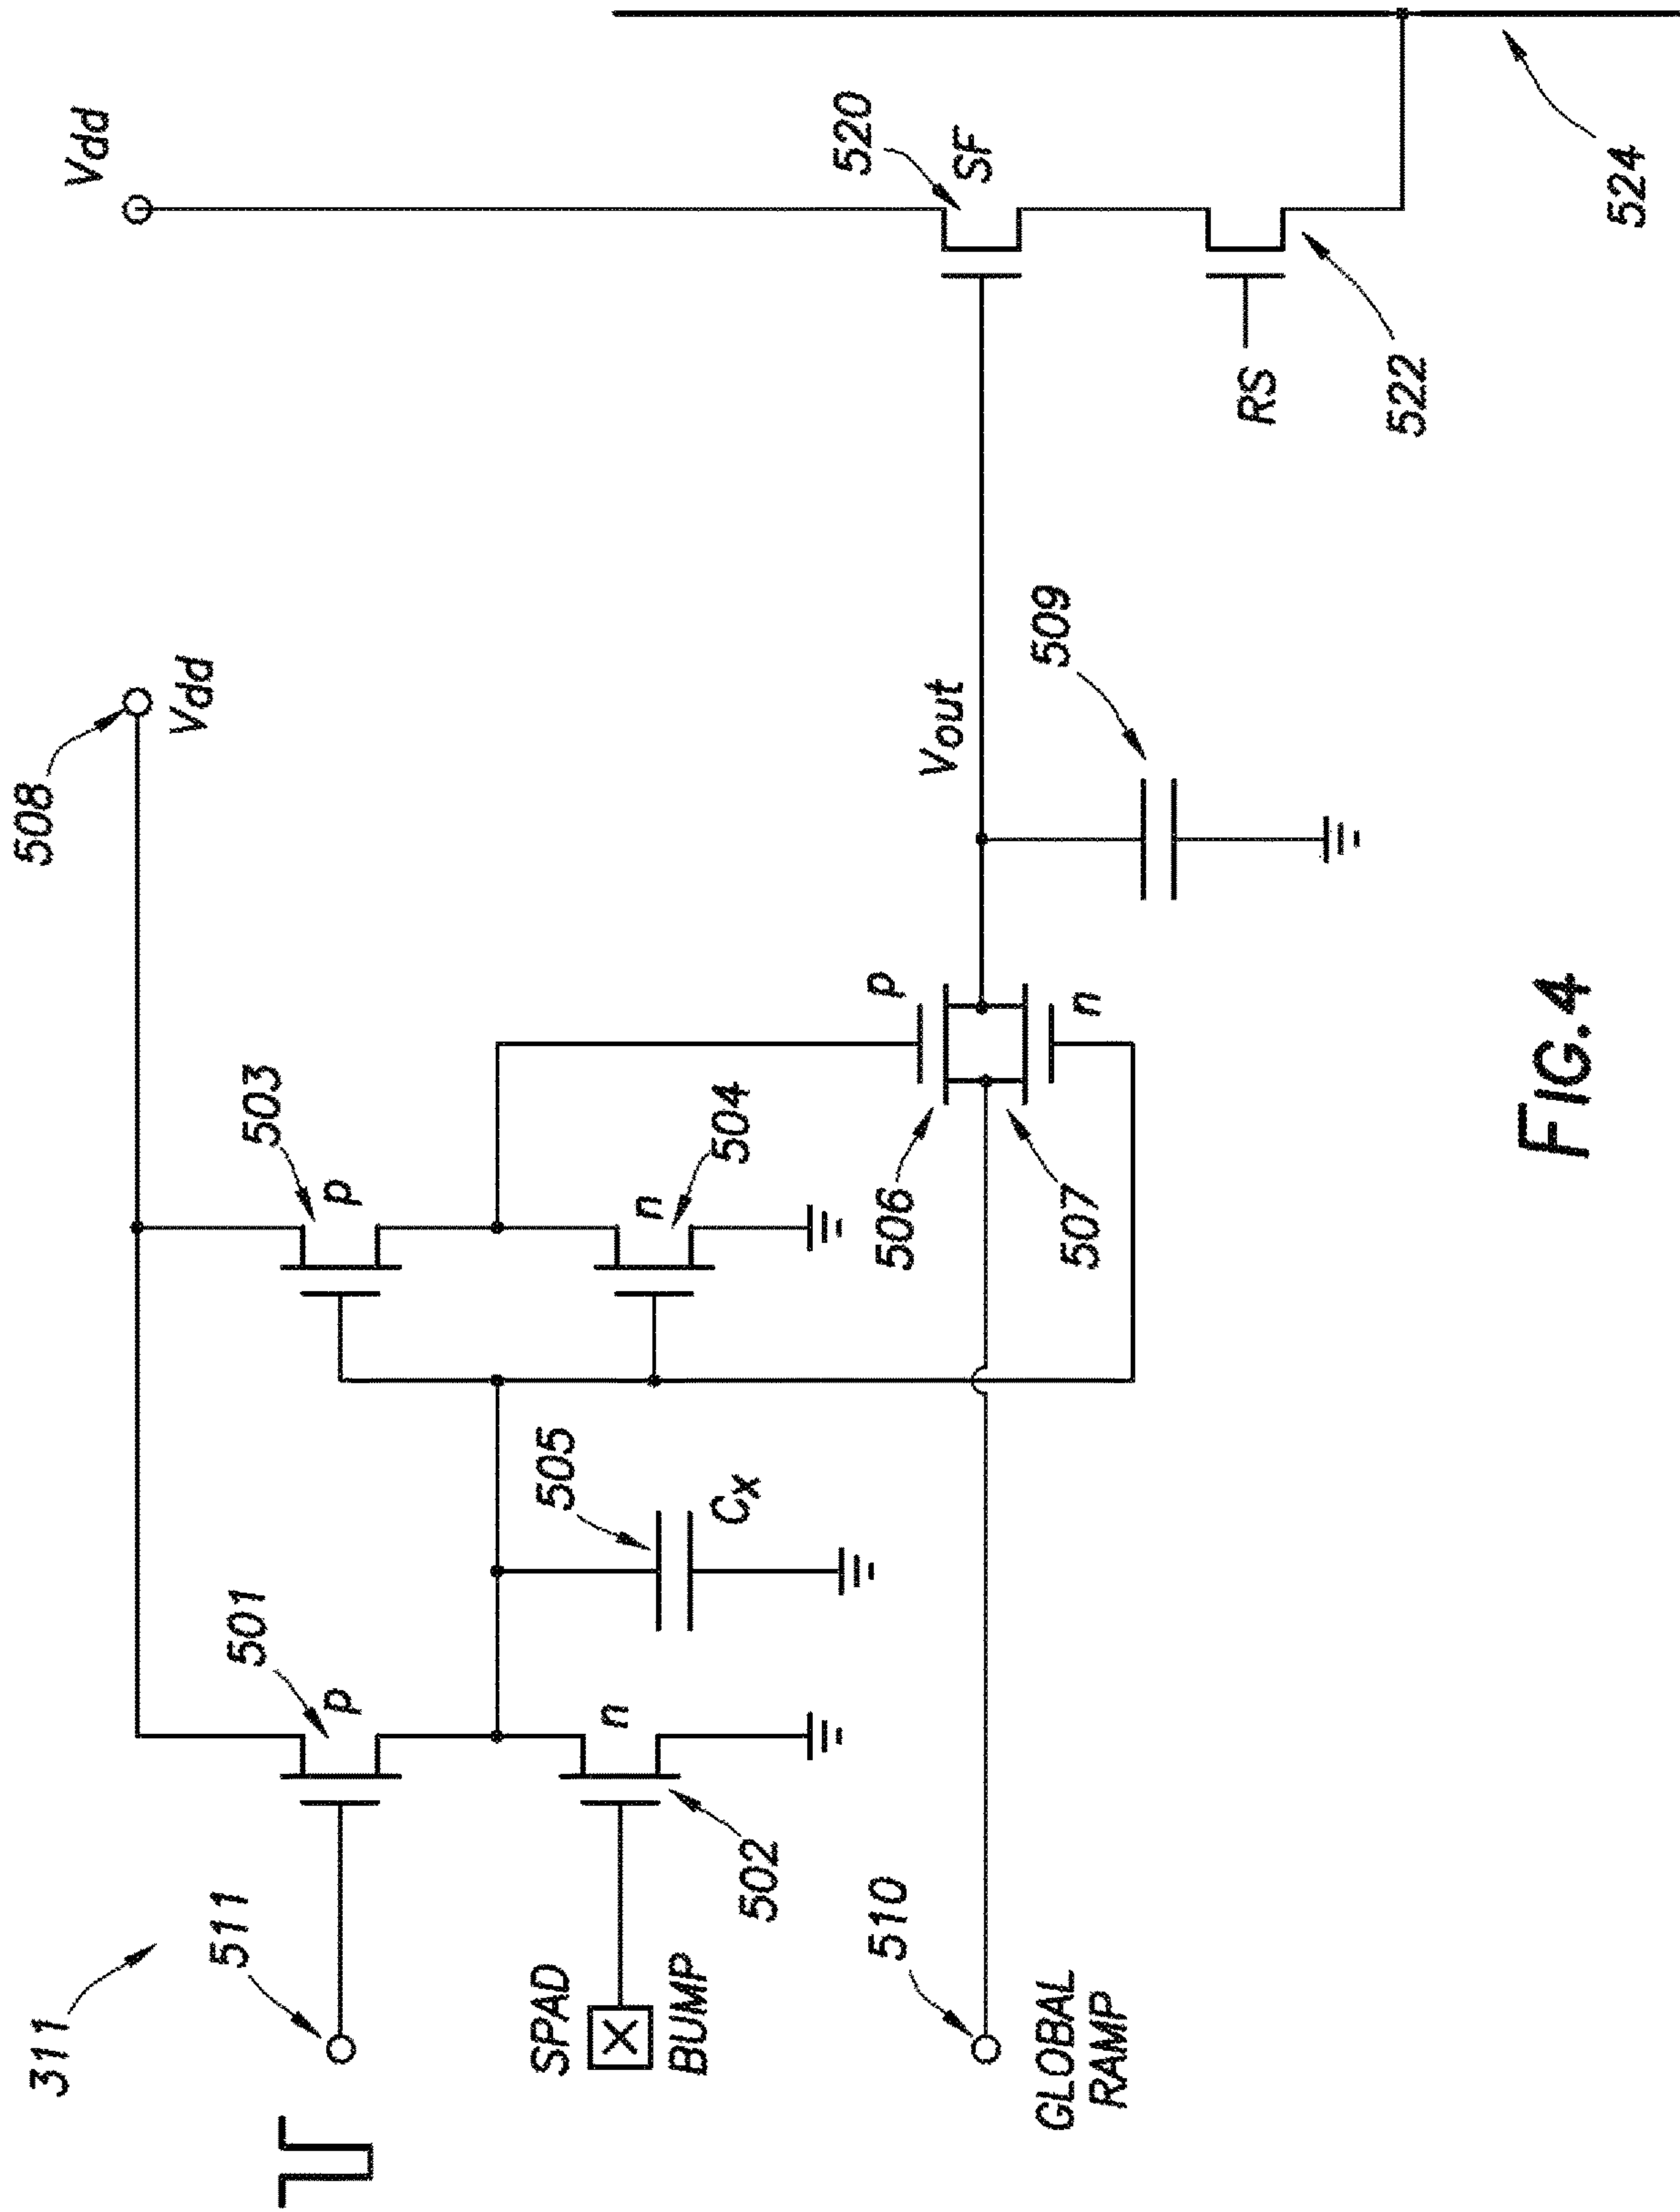 311
508
Vdd
Vdd
511
501
503
p
p
SPAD
BUMP
505
n
n
504
Cx
502
520
SF
510
506
p
Vout
GLOBAL
RAMP
507
n
509
RS
522
FIG. 4
524